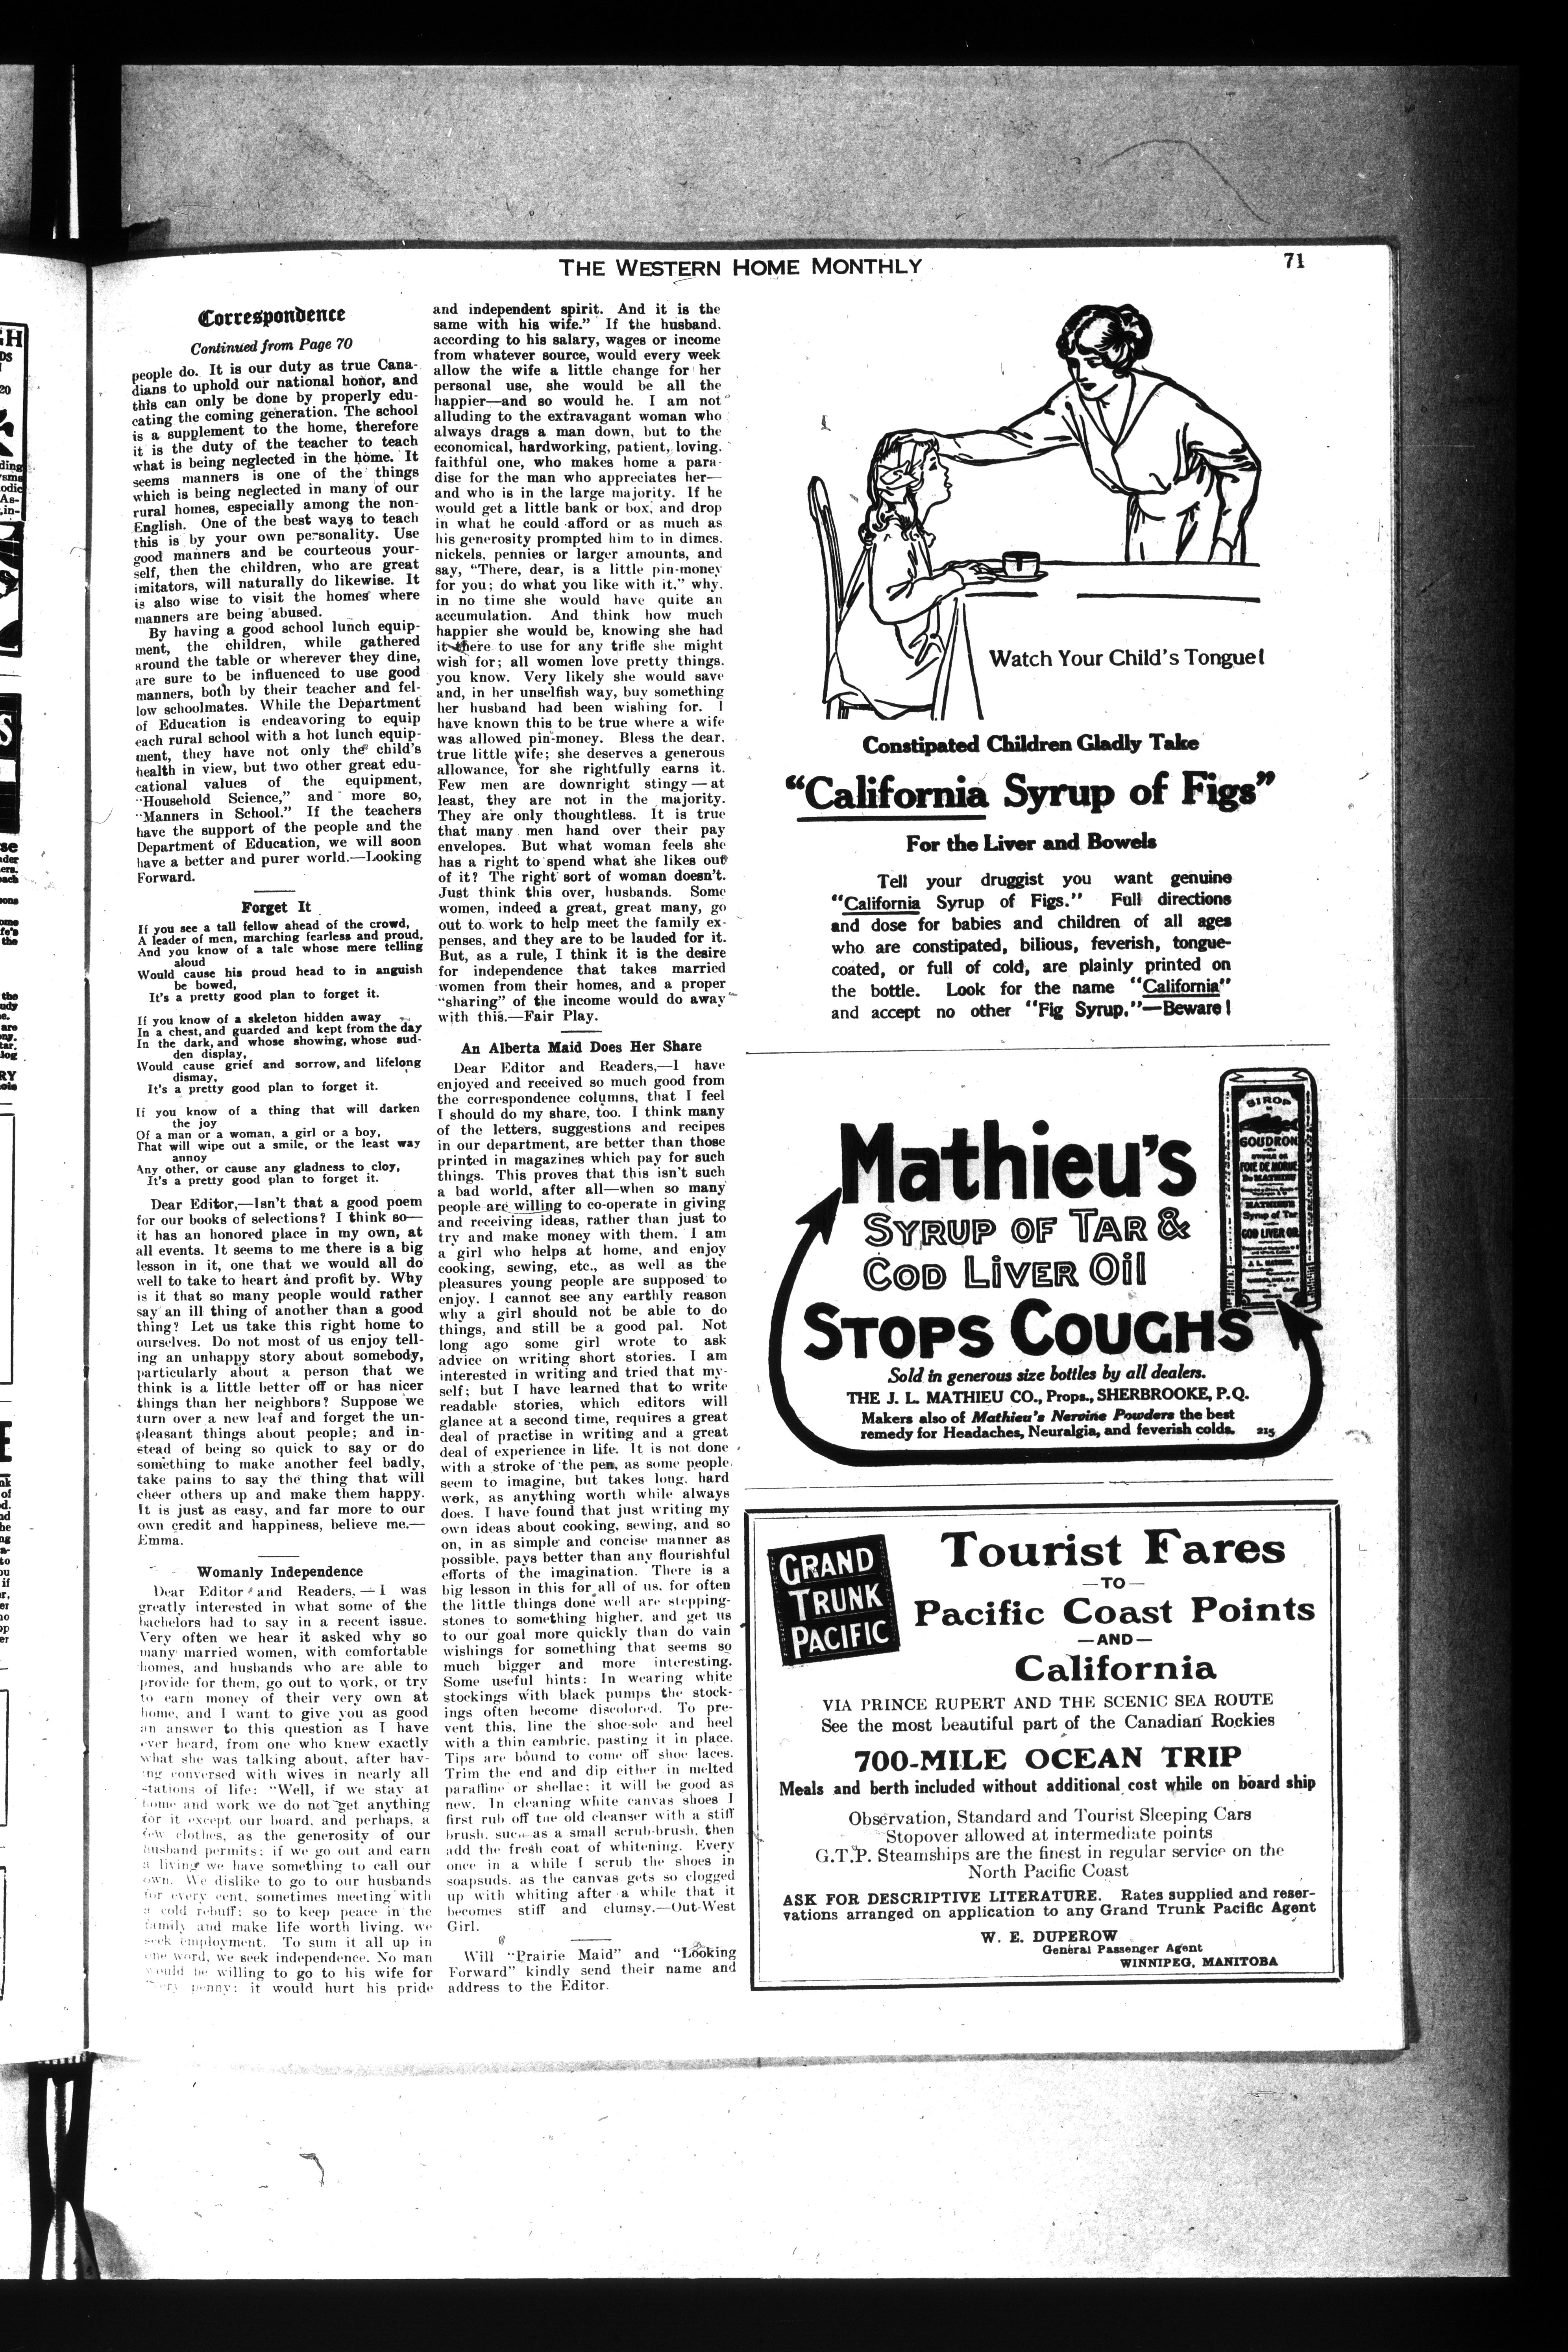 THE WESTERN HOME MONTHLY
71
Correspondence
Continued from Page 70
people do. It is our duty as true Cana-
dians to uphold our national honor, and
this can only be done by properly edu-
cating the coming generation. The school
is a supplement to the home, therefore
it is the duty of the teacher to teach
what is being neglected in the home. It
seems manners is one of the things
which is being neglected in many of our
rural homes, especially among the non-
English. One of the best ways to teach
this is by your own personality. Use
good manners and be courteous your-
self, then the children, who are great
imitators, will naturally do likewise. It
is also wise to visit the homes where
manners are being abused.
By having a good school lunch equip-
ment, the children, while gathered
around the table or wherever they dine,
are sure to be influenced to use good
manners, both by their teacher and fel-
low schoolmates. While the Department
of Education is endeavoring to equip
each rural school with a hot lunch equip-
ment, they have not only the child's
health in view, but two other great edu-
cational values of the equipment,
"Household Science," and more so,
"Manners in School." If the teachers
have the support of the people and the
Department of Education, we will soon
have a better and purer world.—Looking
Forward.
Forget It
If you see a tall fellow ahead of the crowd,
A leader of men, marching fearless and proud,
And you know of a tale whose mere telling
aloud
Would cause his proud head to in anguish
be bowed,
It's a pretty good plan to forget it.
If you know of a skeleton hidden away
In a chest, and guarded and kept from the day
In the dark, and whose showing, whose sud-
den display,
Would cause grief and sorrow, and lifelong
dismay,
It's a pretty good plan to forget it.
If you know of a thing that will darken
the joy
Of a man or a woman, a girl or a boy,
That will wipe out a smile, or the least way
annoy
Any other, or cause any gladness to cloy,
It's a pretty good plan to forget it.
Dear Editor,—Isn't that a good poem
for our books of selections? I think so—
it has an honored place in my own, at
all events. It seems to me there is a big
lesson in it, one that we would all do
well to take to heart and profit by. Why
is it that so many people would rather
say an ill thing of another than a good
thing? Let us take this right home to
ourselves. Do not most of us enjoy tell-
ing an unhappy story about somebody,
particularly about a person that we
think is a little better off or has nicer
things than her neighbors? Suppose we
turn over a new leaf and forget the un-
pleasant things about people; and in-
stead of being so quick to say or do
something to make another feel badly,
take pains to say the thing that will
cheer others up and make them happy.
It is just as easy, and far more to our
own credit and happiness, believe me.—
Emma.
Womanly Independence
Dear Editor and Readers,—I was
greatly interested in what some of the
bachelors had to say in a recent issue.
Very often we hear it asked why so
many married women, with comfortable
homes, and husbands who are able to
provide for them, go out to work, or try
to earn money of their very own at
home, and I want to give you as good
an answer to this question as I have
ever heard, from one who knew exactly
what she was talking about, after hav-
ing conversed with wives in nearly all
stations of life: "Well, if we stay at
home and work we do not get anything
for it except our board, and perhaps, a
few clothes, as the generosity of our
husband permits; if we go out and earn
a living we have something to call our
own. We dislike to go to our husbands
for every cent, sometimes meeting with
a cold rebuff; so to keep peace in the
family and make life worth living, we
seek employment. To sum it all up in
one word, we seek independence. No man
would be willing to go to his wife for
every penny; it would hurt his pride
and independent spirit. And it is the
same with his wife." If the husband,
according to his salary, wages or income
from whatever source, would every week
allow the wife a little change for her
personal use, she would be all the
happier—and so would he. I am not
alluding to the extravagant woman who
always drags a man down, but to the
economical, hardworking, patient, loving,
faithful one, who makes home a para-
dise for the man who appreciates her—
and who is in the large majority. If he
would get a little bank or box, and drop
in what he could afford or as much as
his generosity prompted him to in dimes,
nickels, pennies or larger amounts, and
say, "There, dear, is a little pin-money
for you; do what you like with it," why,
in no time she would have quite an
accumulation. And think how much
happier she would be, knowing she had
it there to use for any trifle she might
wish for; all women love pretty things,
you know. Very likely she would save
and, in her unselfish way, buy something
her husband had been wishing for. I
have known this to be true where a wife
was allowed pin-money. Bless the dear,
true little wife; she deserves a generous
allowance, for she rightfully earns it.
Few men are downright stingy—at
least, they are not in the majority.
They are only thoughtless. It is true
that many men hand over their pay
envelopes. But what woman feels she
has a right to spend what she likes out
of it? The right sort of woman doesn't.
Just think this over, husbands. Some
women, indeed a great, great many, go
out to work to help meet the family ex-
penses, and they are to be lauded for it.
But, as a rule, I think it is the desire
for independence that takes married
women from their homes, and a proper
"sharing" of the income would do away
with this.—Fair Play.
An Alberta Maid Does Her Share
Dear Editor and Readers,—I have
enjoyed and received so much good from
the correspondence columns, that I feel
I should do my share, too. I think many
of the letters, suggestions and recipes
in our department, are better than those
printed in magazines which pay for such
things. This proves that this isn't such
a bad world, after all—when so many
people are willing to co-operate in giving
and receiving ideas, rather than just to
try and make money with them. I am
a girl who helps at home, and enjoy
cooking, sewing, etc., as well as the
pleasures young people are supposed to
enjoy. I cannot see any earthly reason
why a girl should not be able to do
things, and still be a good pal. Not
long ago some girl wrote to ask
advice on writing short stories. I am
interested in writing and tried that my-
self; but I have learned that to write
readable stories, which editors will
glance at a second time, requires a great
deal of practise in writing and a great
deal of experience in life. It is not done
with a stroke of the pen, as some people
seem to imagine, but takes long, hard
work, as anything worth while always
does. I have found that just writing my
own ideas about cooking, sewing, and so
on, in as simple and concise manner as
possible, pays better than any flourishful
efforts of the imagination. There is a
big lesson in this for all of us, for often
the little things done well are stepping-
stones to something higher, and get us
to our goal more quickly than do vain
wishings for something that seems so
much bigger and more interesting.
Some useful hints: In wearing white
stockings with black pumps the stock-
ings often become discolored. To pre-
vent this, line the shoe-sole and heel
with a thin cambric, pasting it in place.
Tips are bound to come off shoe laces.
Trim the end and dip either in melted
paraffine or shellac; it will be good as
new. In cleaning white canvas shoes I
first rub off the old cleanser with a stiff
brush, such as a small scrub-brush, then
add the fresh coat of whitening. Every
once in a while I scrub the shoes in
soapsuds, as the canvas gets so clogged
up with whiting after a while that it
becomes stiff and clumsy.—Out-West
Girl.
Will "Prairie Maid" and "Looking
Forward" kindly send their name and
address to the Editor.
Watch Your Child's Tongue!
Constipated Children Gladly Take
"California Syrup of Figs"
For the Liver and Bowels
Tell your druggist you want genuine
"California Syrup of Figs." Full directions
and dose for babies and children of all ages
who are constipated, bilious, feverish, tongue-
coated, or full of cold, are plainly printed on
the bottle. Look for the name "California"
and accept no other "Fig Syrup."—Beware!
Mathieu's
SYRUP OF TAR &
COD LIVER OIL
STOPS COUGHS
SIROP
GOUDRON
FOIE DE MORUE
De MATHIEU
MATHIEU'S
Syrup of Tar
COD LIVER OIL
Sold in generous size bottles by all dealers.
THE J. L. MATHIEU CO., Props., SHERBROOKE, P.Q.
Makers also of Mathieu's Nervine Powders the best
remedy for Headaches, Neuralgia, and feverish colds. 215
GRAND
TRUNK
PACIFIC
Tourist Fares
—TO—
Pacific Coast Points
—AND—
California
VIA PRINCE RUPERT AND THE SCENIC SEA ROUTE
See the most beautiful part of the Canadian Rockies
700-MILE OCEAN TRIP
Meals and berth included without additional cost while on board ship
Observation, Standard and Tourist Sleeping Cars
Stopover allowed at intermediate points
G.T.P. Steamships are the finest in regular service on the
North Pacific Coast
ASK FOR DESCRIPTIVE LITERATURE. Rates supplied and reser-
vations arranged on application to any Grand Trunk Pacific Agent
W. E. DUPEROW
General Passenger Agent
WINNIPEG, MANITOBA